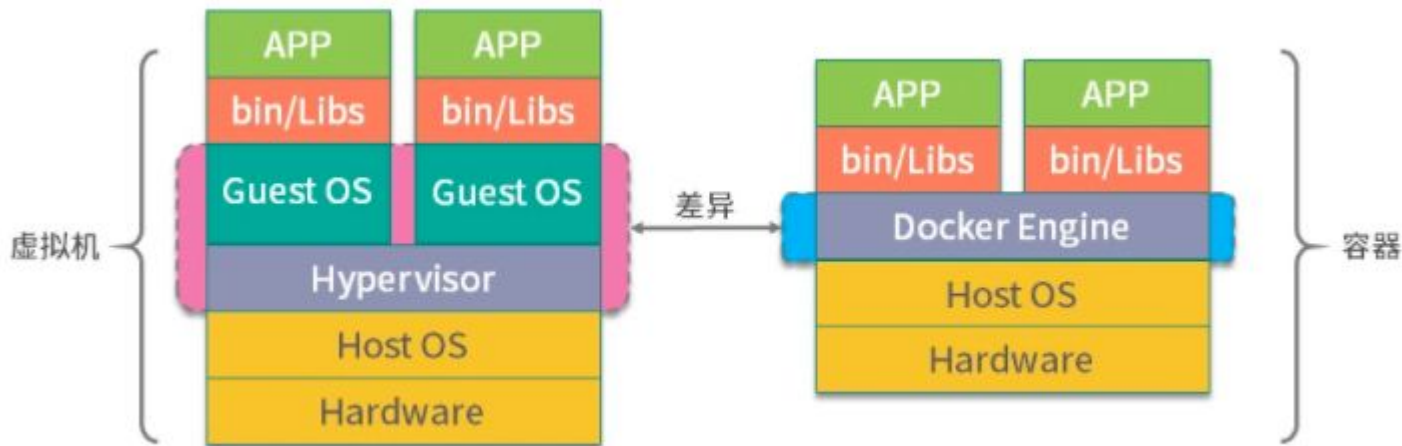 APP APP
bin/Libs bin/Libs
Guest OS Guest OS
Hypervisor
Host OS
Hardware
虚拟机
差异
APP APP
bin/Libs bin/Libs
Docker Engine
Host OS
Hardware
容器